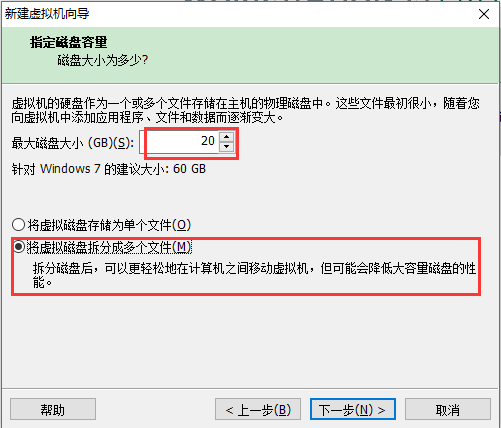 新建虚拟机向导
指定磁盘容量
磁盘大小为多少?
虚拟机的硬盘作为一个或多个文件存储在主机的物理磁盘中。这些文件最初很小，随着您
向虚拟机中添加应用程序、文件和数据而逐渐变大。
最大磁盘大小 (GB)(S): 20
针对 Windows 7 的建议大小: 60 GB
将虚拟磁盘存储为单个文件(O)
将虚拟磁盘拆分成多个文件(M)
拆分磁盘后，可以更轻松地在计算机之间移动虚拟机，但可能会降低大容量磁盘的性
能。
帮助 < 上一步(B) 下一步(N) > 取消